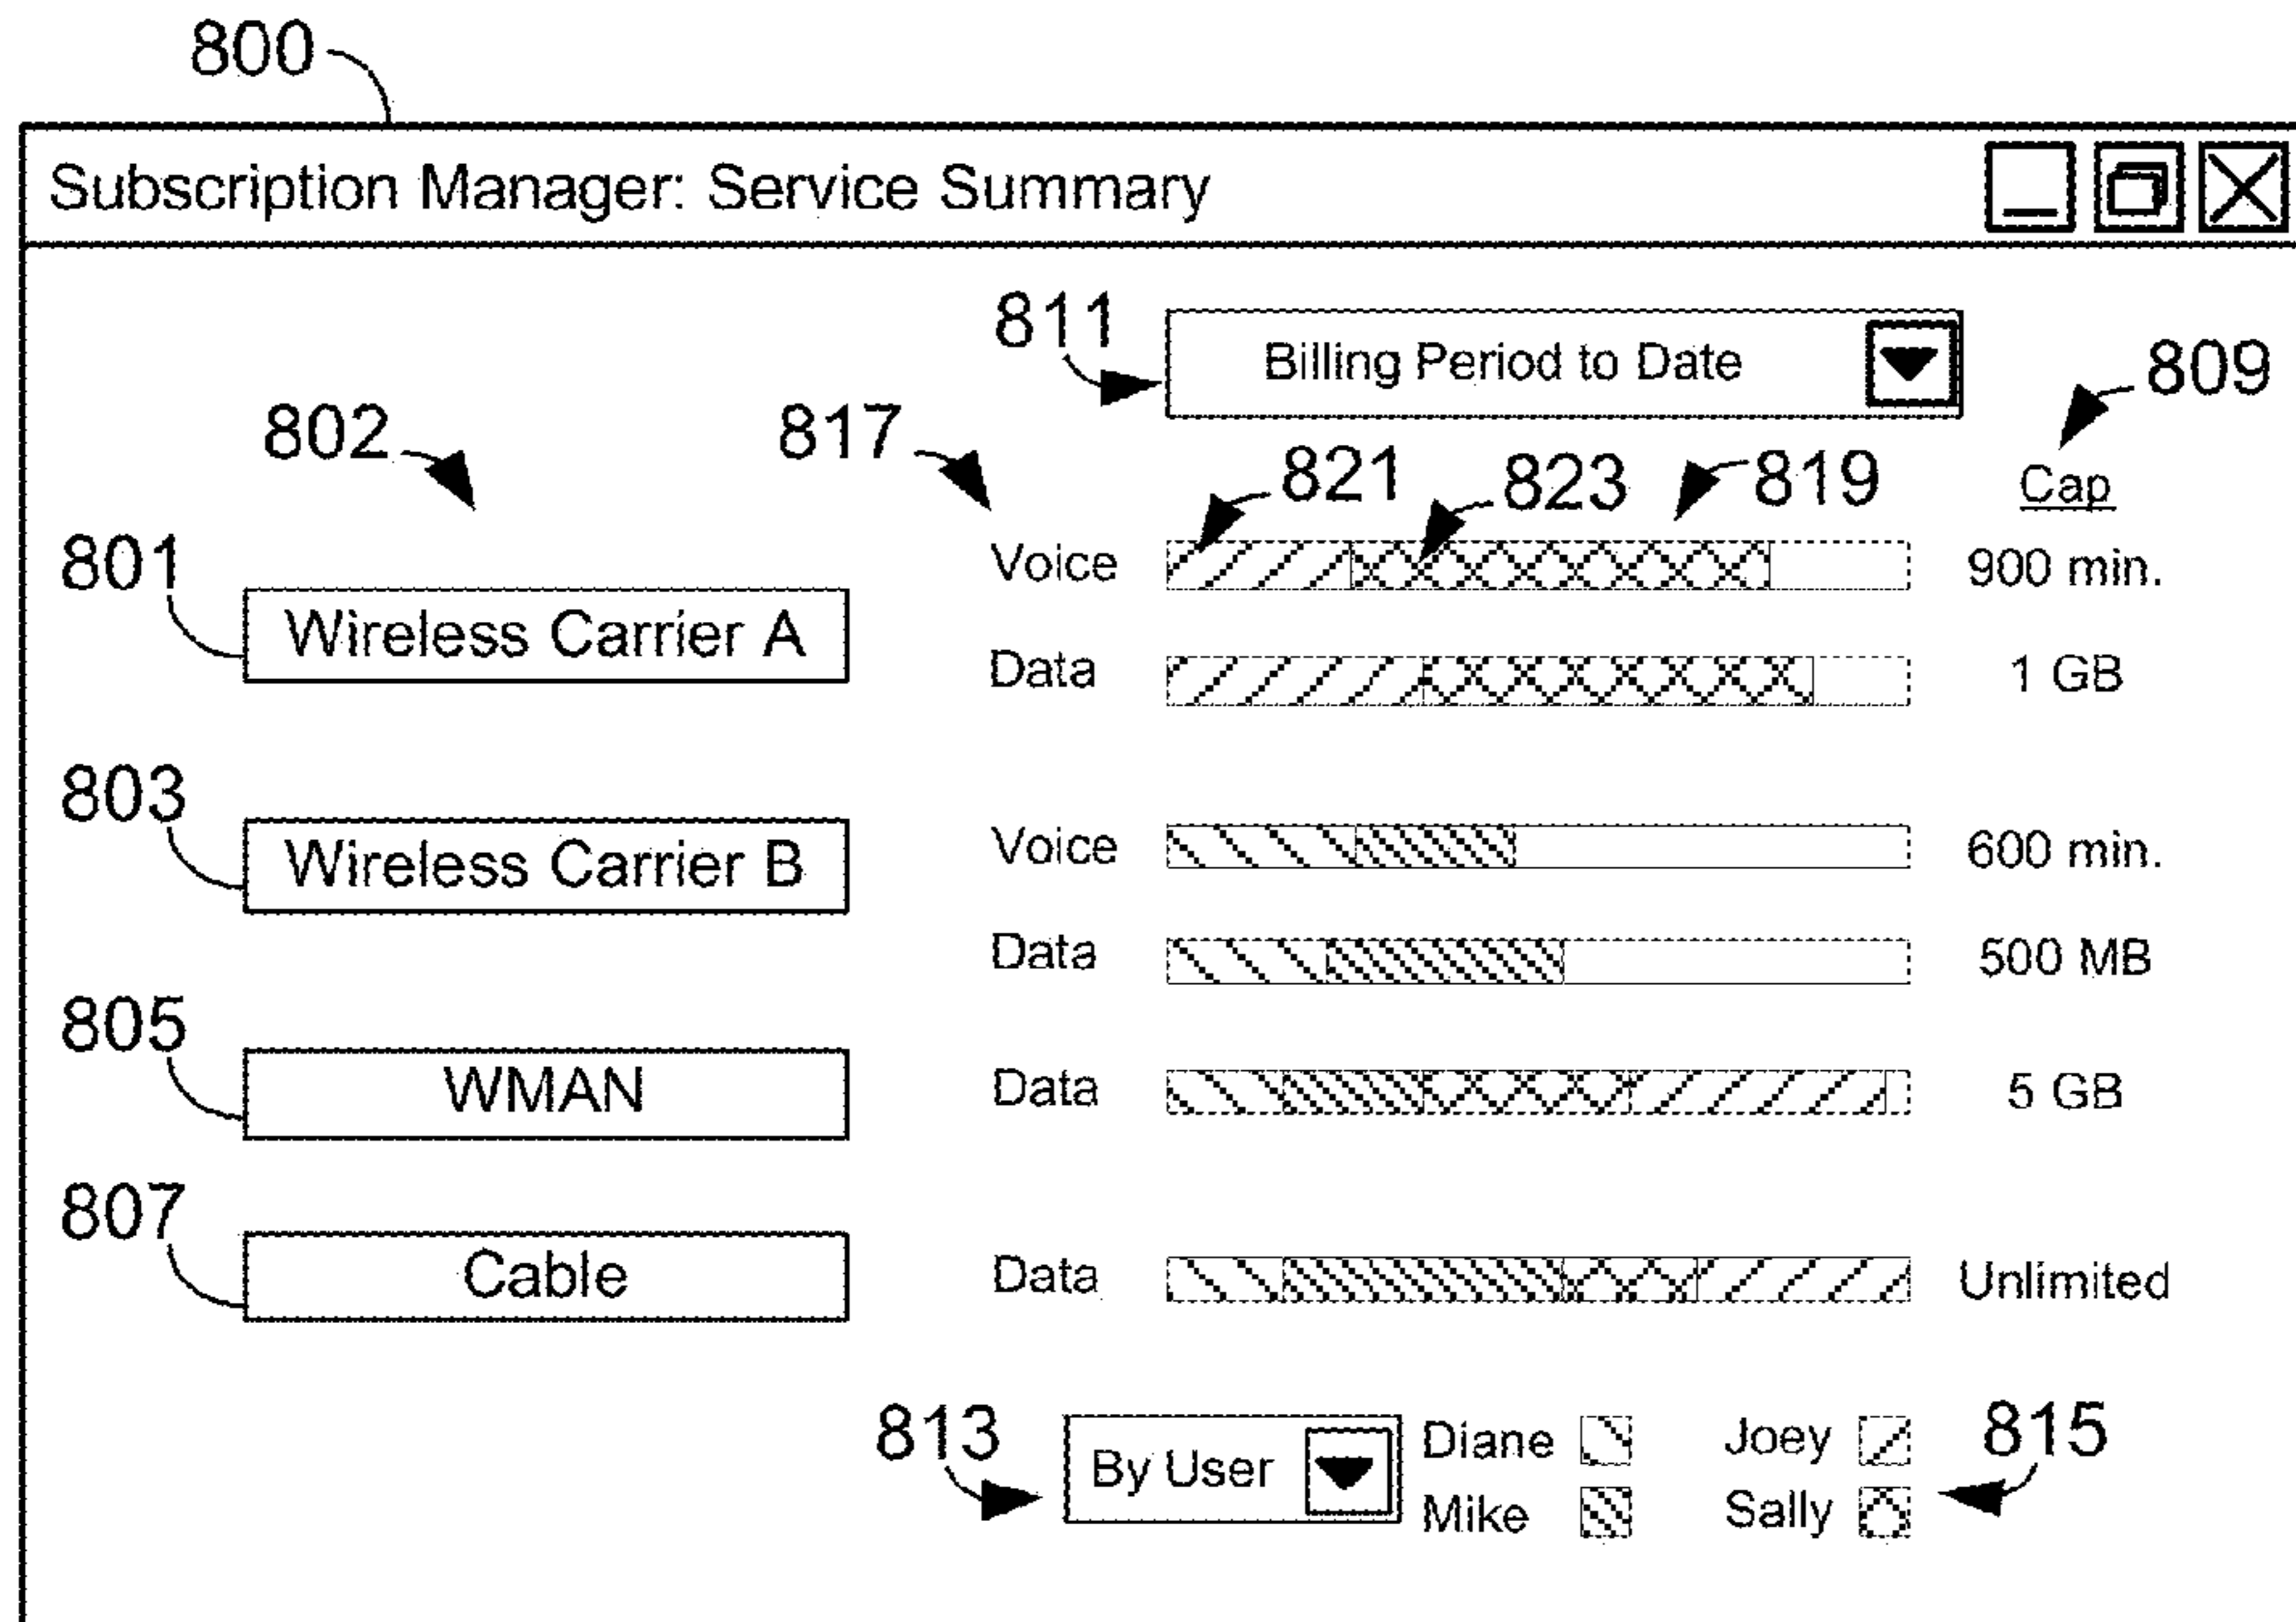 800
Subscription Manager: Service Summary
811
Billing Period to Date
809
802
817
821
823
819
Cap
801
Wireless Carrier A
Voice
900 min.
Data
1 GB
803
Wireless Carrier B
Voice
600 min.
Data
500 MB
805
WMAN
Data
5 GB
807
Cable
Data
Unlimited
813
By User
Diane
Joey
815
Mike
Sally